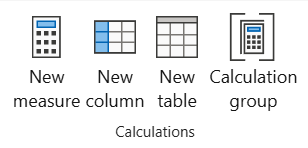 New New New Calculation
measure column table group
Calculations